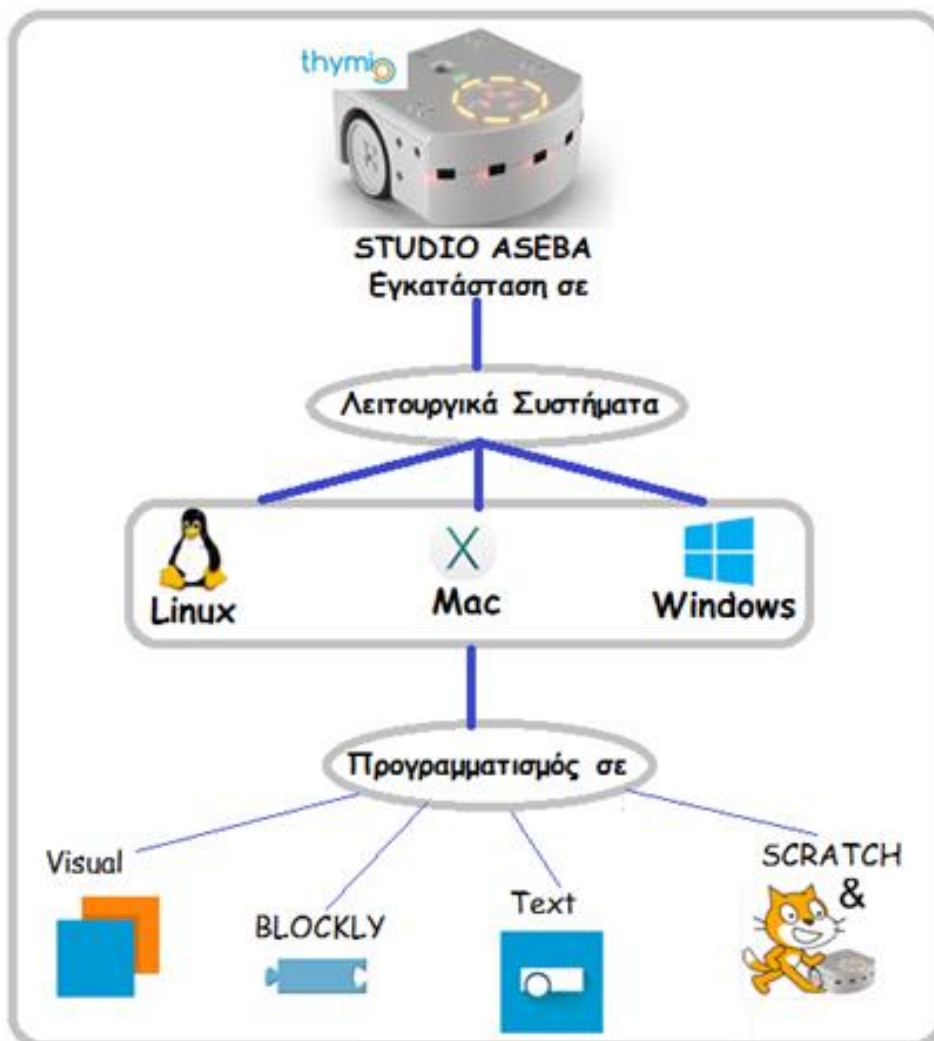 thymio
STUDIO ASEBA
Εγκατάσταση σε
Λειτουργικά Συστήματα
Linux
Mac
Windows
Προγραμματισμός σε
Visual
BLOCKLY
Text
SCRATCH
&